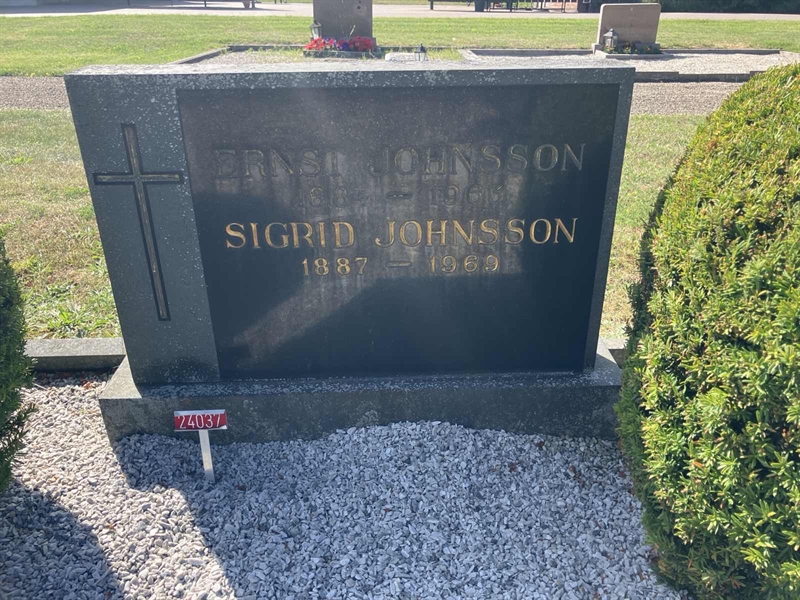 ERNST JOHNSSON
SIGRID JOHNSSON
1887 — 1969
24037